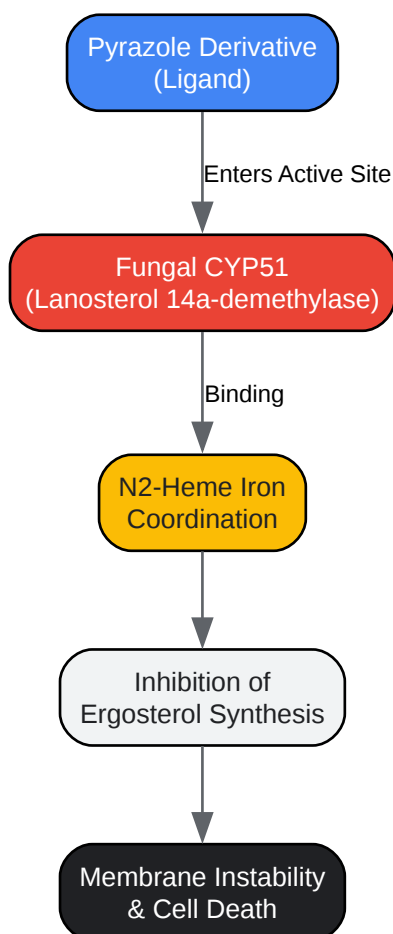 Pyrazole Derivative
(Ligand)
Enters Active Site
Fungal CYP51
(Lanosterol 14a-demethylase)
Binding
N2-Heme Iron
Coordination
Inhibition of
Ergosterol Synthesis
Membrane Instability
& Cell Death